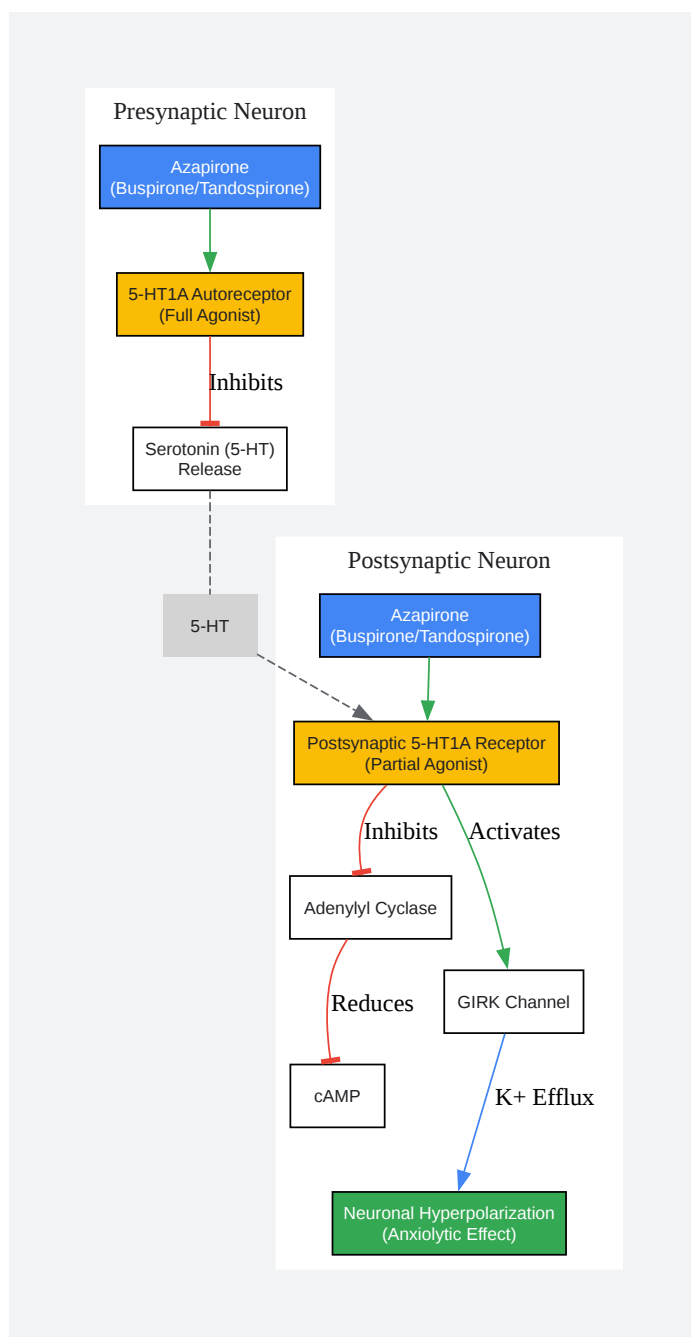 Presynaptic Neuron
Azapirone
(Buspirone/Tandospirone)
5-HT1A Autoreceptor
(Full Agonist)
Inhibits
Serotonin (5-HT)
Release
5-HT
Postsynaptic Neuron
Azapirone
(Buspirone/Tandospirone)
Postsynaptic 5-HT1A Receptor
(Partial Agonist)
Inhibits
Activates
Adenylyl Cyclase
Reduces
GIRK Channel
cAMP
K+ Efflux
Neuronal Hyperpolarization
(Anxiolytic Effect)